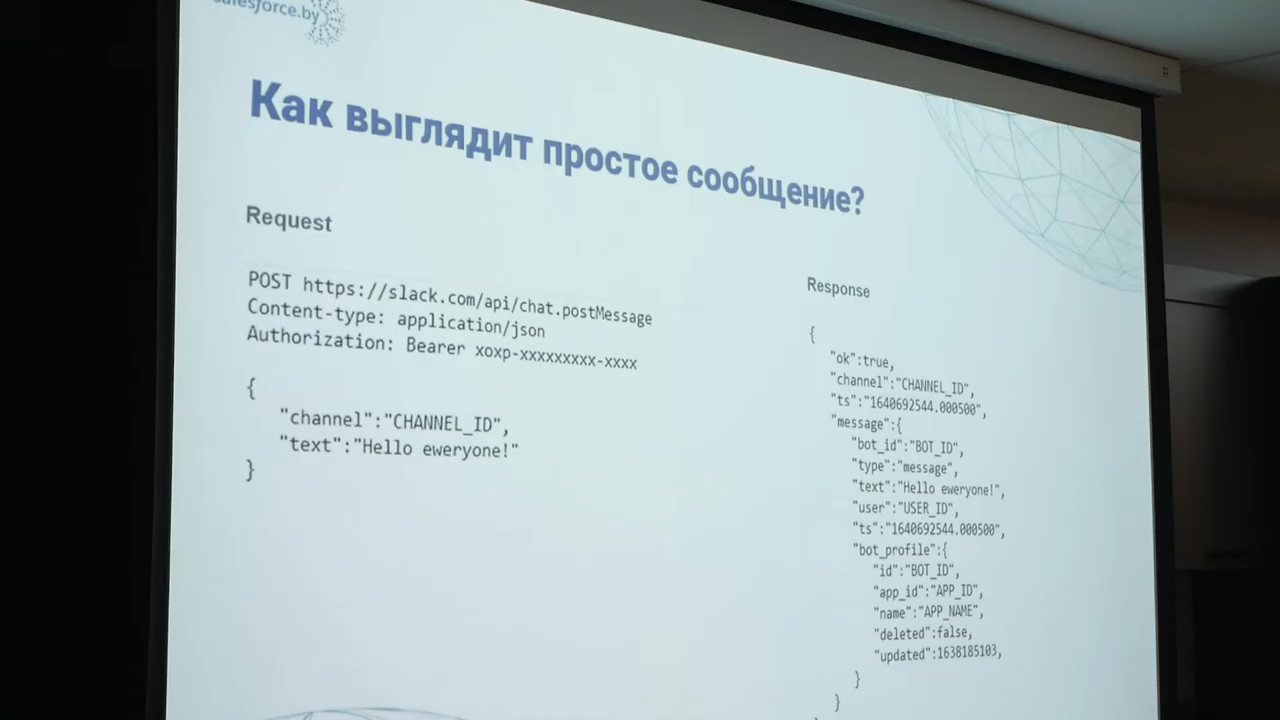 salesforce.by
Как выглядит простое сообщение?
Request
POST https://slack.com/api/chat.postMessage
Content-type: application/json
Authorization: Bearer xoxp-xxxxxxxxx-xxxx
{
"channel":"CHANNEL_ID",
"text":"Hello eweryone!"
}
Response
{
"ok":true,
"channel":"CHANNEL_ID",
"ts":"1640692544.000500",
"message":{
"bot_id":"BOT_ID",
"type":"message",
"text":"Hello eweryone!",
"user":"USER_ID",
"ts":"1640692544.000500",
"bot_profile":{
"id":"BOT_ID",
"app_id":"APP_ID",
"name":"APP_NAME",
"deleted":false,
"updated":1638185103,
}
}